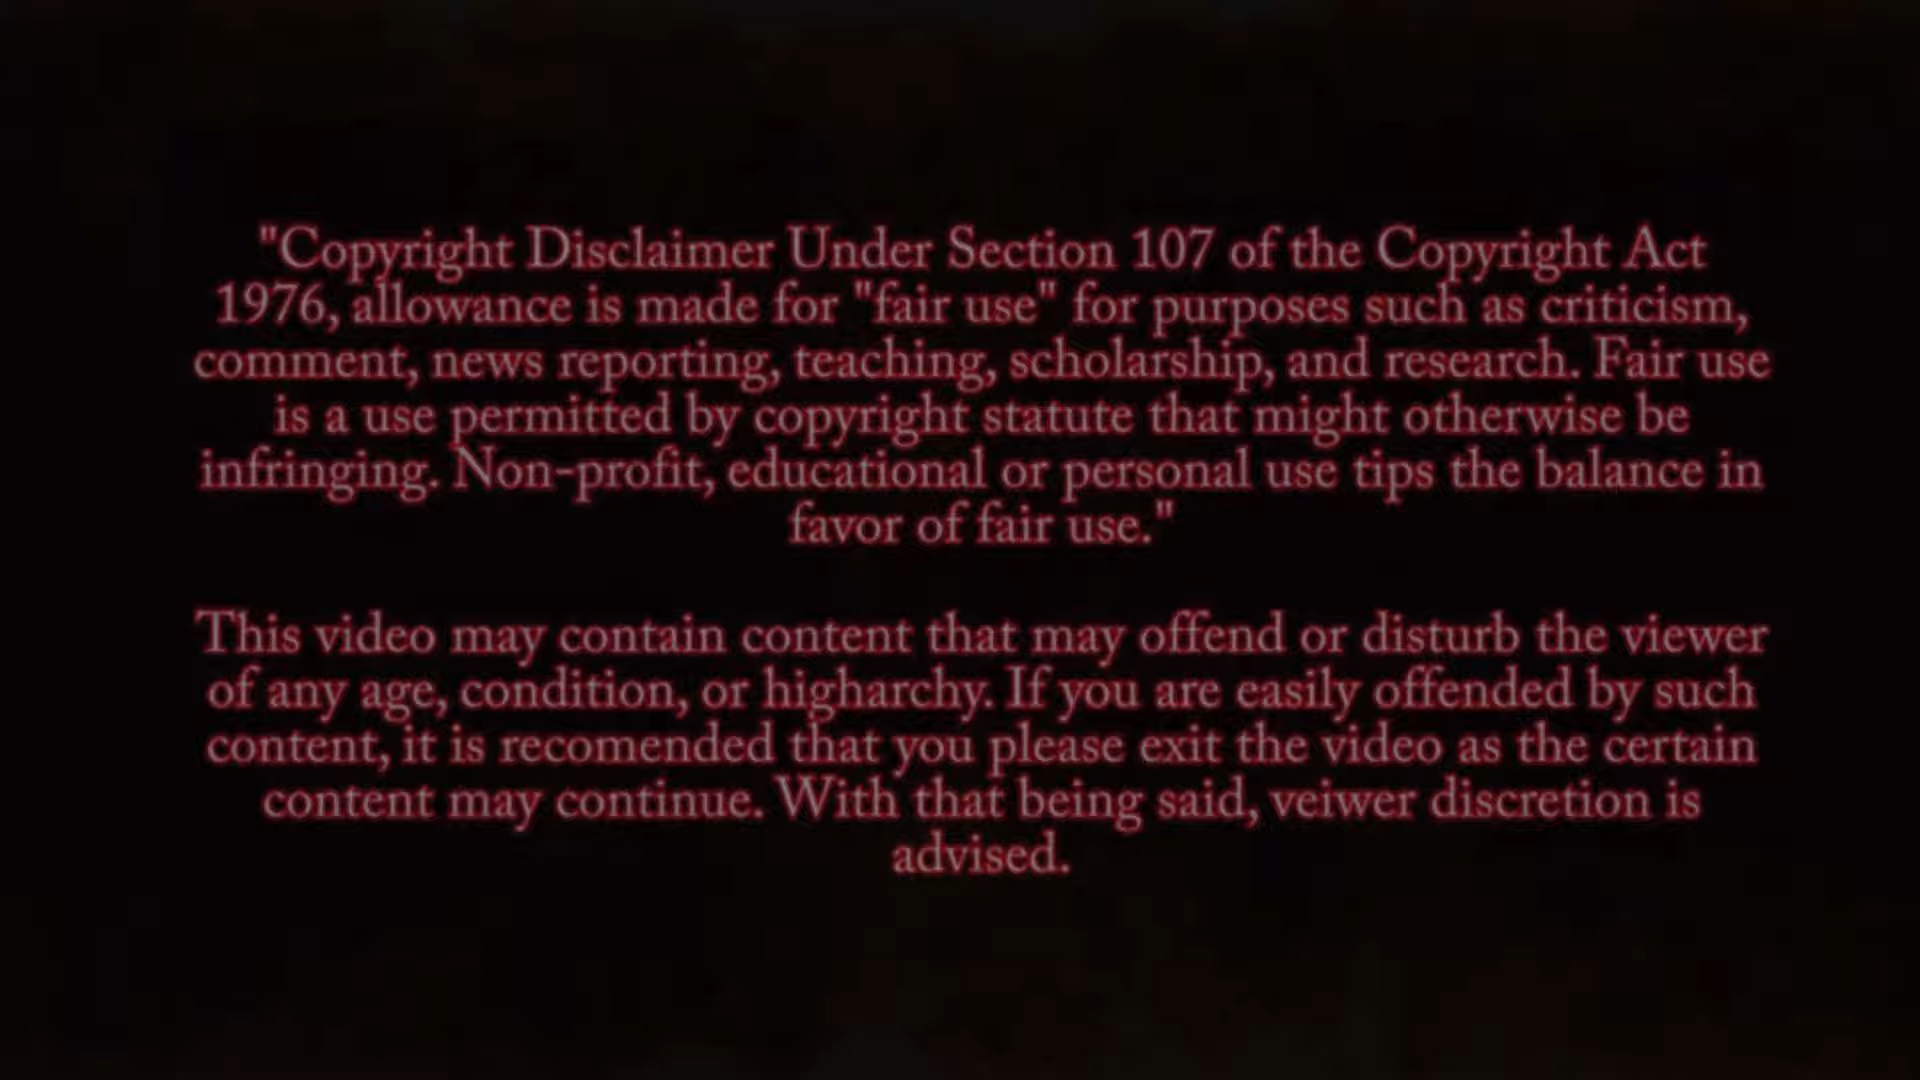 "Copyright Disclaimer Under Section 107 of the Copyright Act
1976, allowance is made for "fair use" for purposes such as criticism,
comment, news reporting, teaching, scholarship, and research. Fair use
is a use permitted by copyright statute that might otherwise be
infringing. Non-profit, educational or personal use tips the balance in
favor of fair use."
This video may contain content that may offend or disturb the viewer
of any age, condition, or higharchy. If you are easily offended by such
content, it is recomended that you please exit the video as the certain
content may continue. With that being said, veiwer discretion is
advised.